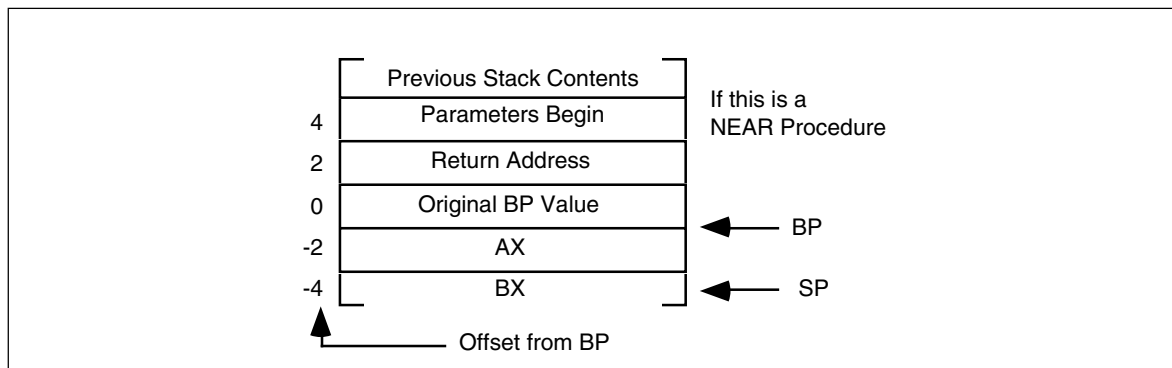 Previous Stack Contents
If this is a
NEAR Procedure
4 Parameters Begin
2 Return Address
0 Original BP Value
BP
-2 AX
-4 BX
SP
Offset from BP